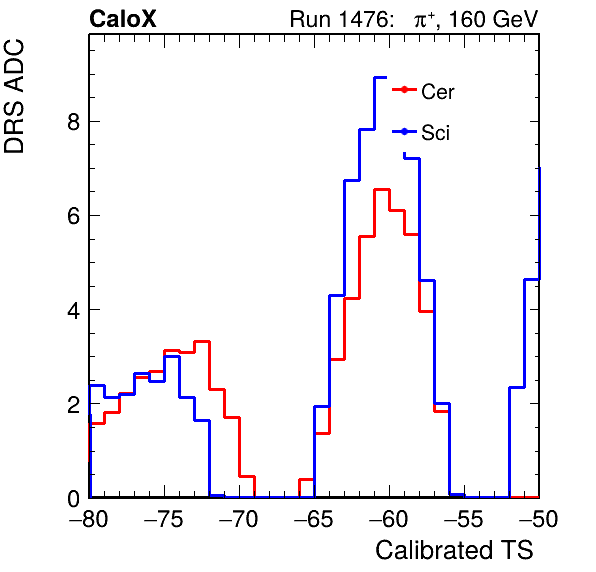 CaloX Run 1476: π⁺, 160 GeV
DRS ADC
Cer
Sci
8
6
4
2
0
−80 −75 −70 −65 −60 −55 −50
Calibrated TS